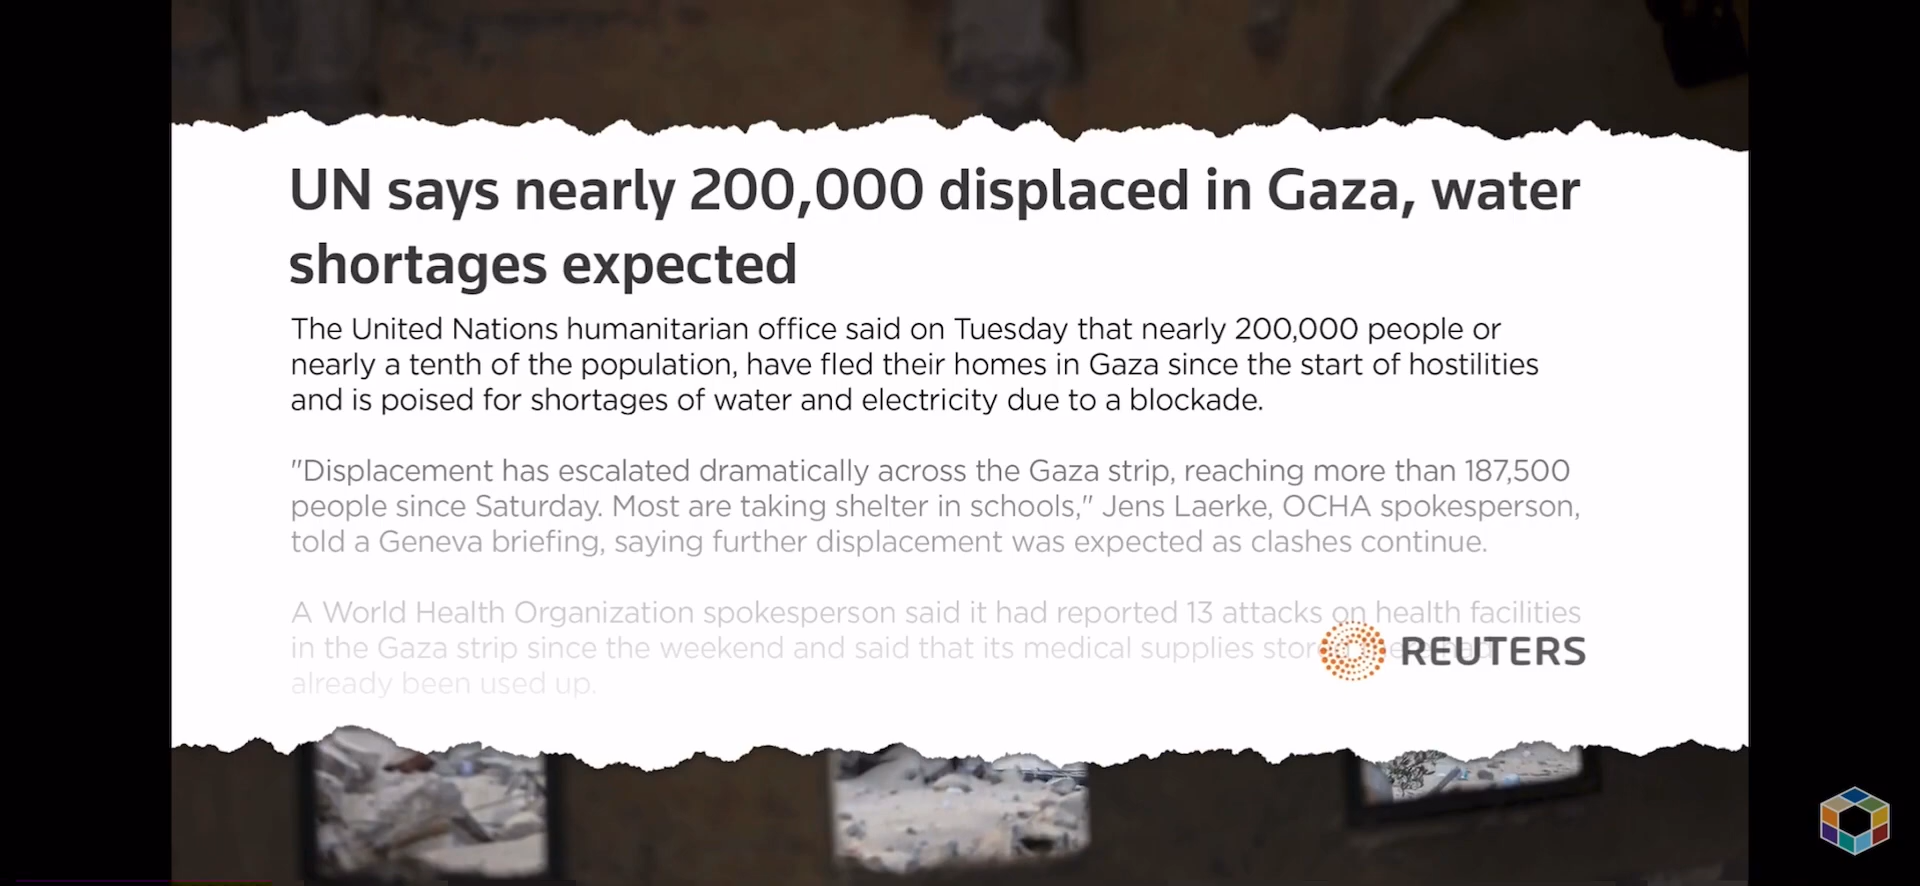 UN says nearly 200,000 displaced in Gaza, water
shortages expected
The United Nations humanitarian office said on Tuesday that nearly 200,000 people or
nearly a tenth of the population, have fled their homes in Gaza since the start of hostilities
and is poised for shortages of water and electricity due to a blockade.
"Displacement has escalated dramatically across the Gaza strip, reaching more than 187,500
people since Saturday. Most are taking shelter in schools," Jens Laerke, OCHA spokesperson,
told a Geneva briefing, saying further displacement was expected as clashes continue.
A World Health Organization spokesperson said it had reported 13 attacks on health facilities
in the Gaza strip since the weekend and said that its medical supplies
already been used up.
REUTERS